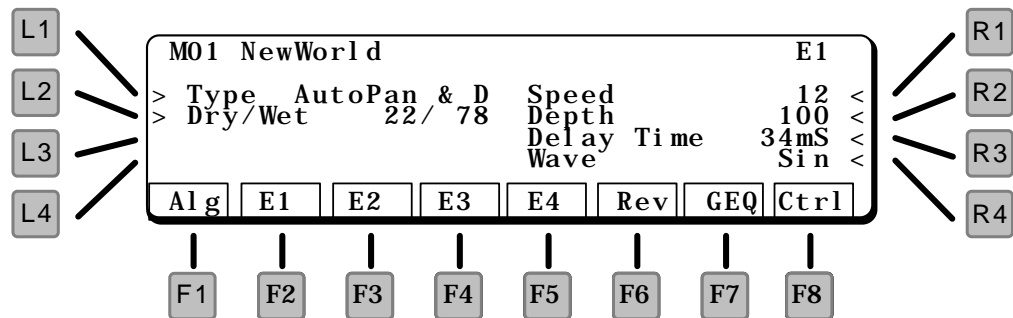 L1
L2
L3
L4
M01 NewWorld E1
> Type AutoPan & D Speed 12 <
> Dry/Wet 22/ 78 Depth 100 <
Delay Time 34mS <
Wave Sin <
Alg E1 E2 E3 E4 Rev GEQ Ctrl
R1
R2
R3
R4
F1 F2 F3 F4 F5 F6 F7 F8